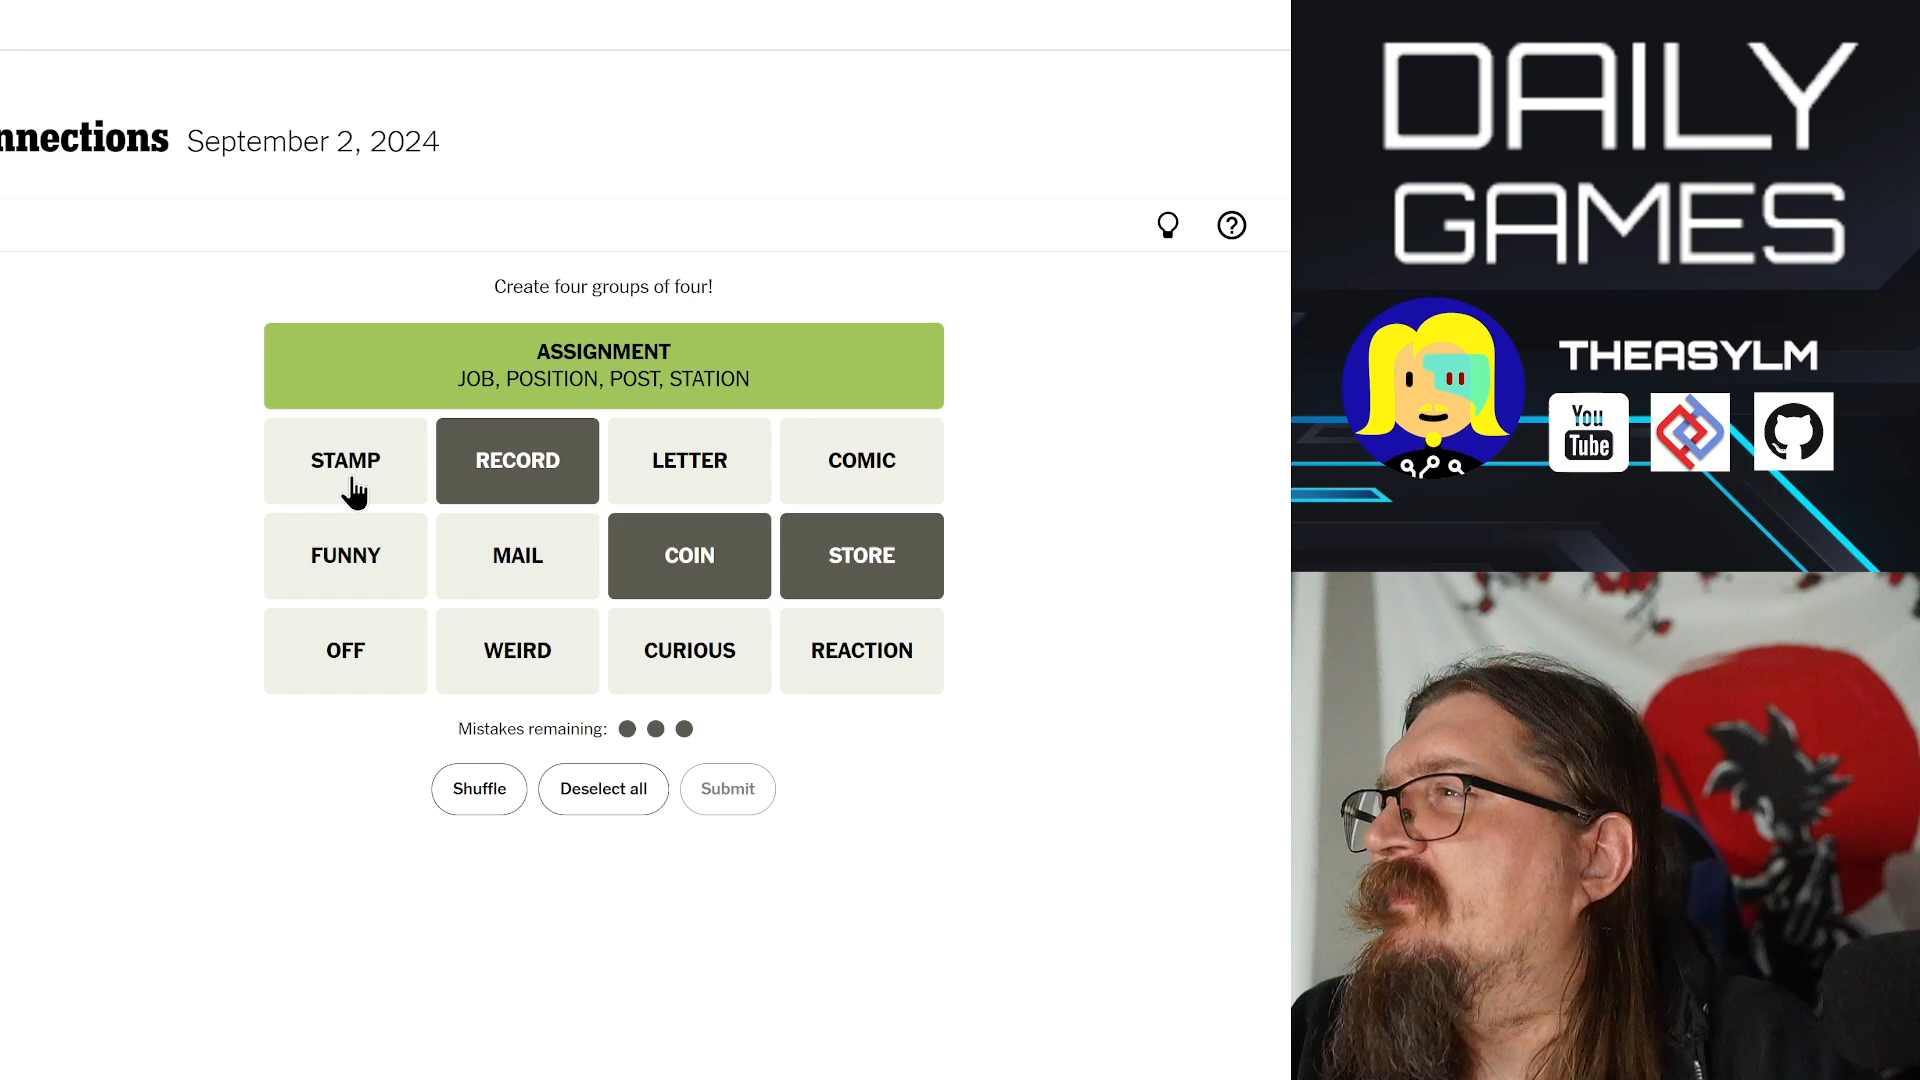 DAILY
GAMES
THEASYLM
You
Tube
nnections September 2, 2024
Create four groups of four!
ASSIGNMENT
JOB, POSITION, POST, STATION
STAMP RECORD LETTER COMIC
FUNNY MAIL COIN STORE
OFF WEIRD CURIOUS REACTION
Mistakes remaining:
Shuffle Deselect all Submit